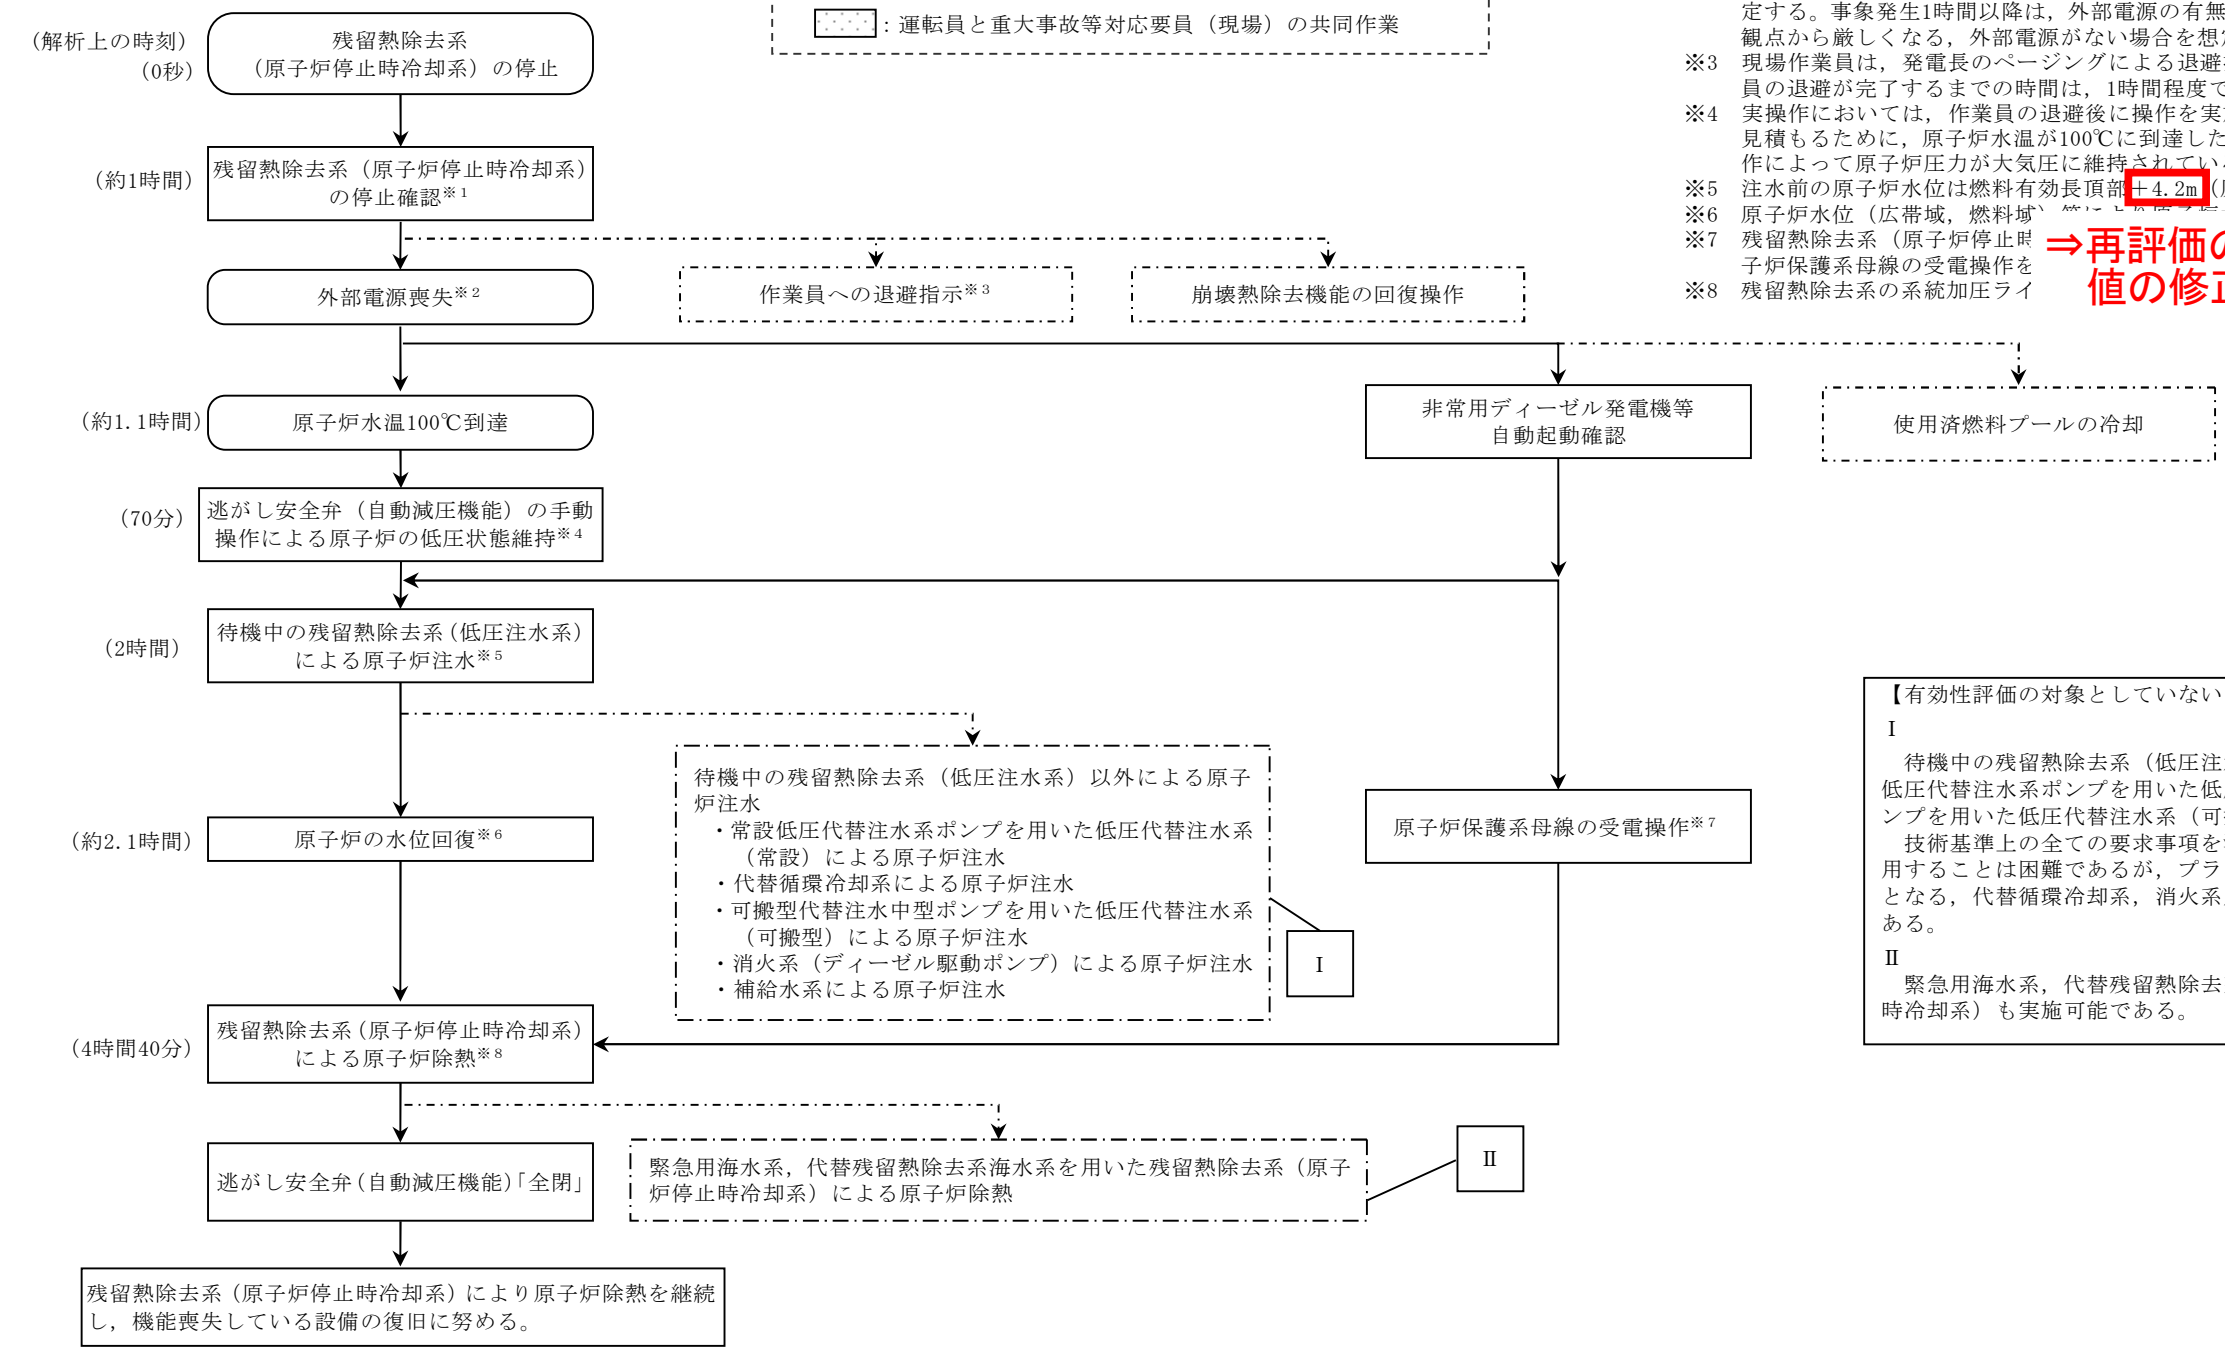 ：運転員と重大事故等対応要員（現場）の共同作業
（解析上の時刻）
（0秒）
残留熱除去系
（原子炉停止時冷却系）の停止
（約1時間）
残留熱除去系（原子炉停止時冷却系）
の停止確認※1
外部電源喪失※2
作業員への退避指示※3
崩壊熱除去機能の回復操作
（約1.1時間）
原子炉水温100℃到達
非常用ディーゼル発電機等
自動起動確認
使用済燃料プールの冷却
（70分）
逃がし安全弁（自動減圧機能）の手動
操作による原子炉の低圧状態維持※4
（2時間）
待機中の残留熱除去系（低圧注水系）
による原子炉注水※5
待機中の残留熱除去系（低圧注水系）以外による原子
炉注水
・常設低圧代替注水系ポンプを用いた低圧代替注水系
（常設）による原子炉注水
・代替循環冷却系による原子炉注水
・可搬型代替注水中型ポンプを用いた低圧代替注水系
（可搬型）による原子炉注水
・消火系（ディーゼル駆動ポンプ）による原子炉注水
・補給水系による原子炉注水
Ⅰ
原子炉保護系母線の受電操作※7
（約2.1時間）
原子炉の水位回復※6
（4時間40分）
残留熱除去系（原子炉停止時冷却系）
による原子炉除熱※8
逃がし安全弁（自動減圧機能）「全閉」
緊急用海水系，代替残留熱除去系海水系を用いた残留熱除去系（原子
炉停止時冷却系）による原子炉除熱
Ⅱ
残留熱除去系（原子炉停止時冷却系）により原子炉除熱を継続
し，機能喪失している設備の復旧に努める。
定する。事象発生1時間以降は，外部電源の有無
観点から厳しくなる，外部電源がない場合を想
※3 現場作業員は，発電長のページングによる退避
員の退避が完了するまでの時間は，1時間程度で
※4 実操作においては，作業員の退避後に操作を実
見積もるために，原子炉水温が100℃に到達した
作によって原子炉圧力が大気圧に維持されてい
※5 注水前の原子炉水位は燃料有効長頂部＋4.2m（
※6 原子炉水位（広帯域，燃料域）等により
※7 残留熱除去系（原子炉停止時
子炉保護系母線の受電操作を
※8 残留熱除去系の系統加圧ライ
⇒再評価の
値の修正
【有効性評価の対象としていない
Ⅰ
待機中の残留熱除去系（低圧注
低圧代替注水系ポンプを用いた低
ンプを用いた低圧代替注水系（可
技術基準上の全ての要求事項を
用することは困難であるが，プラ
となる，代替循環冷却系，消火系
ある。
Ⅱ
緊急用海水系，代替残留熱除去
時冷却系）も実施可能である。